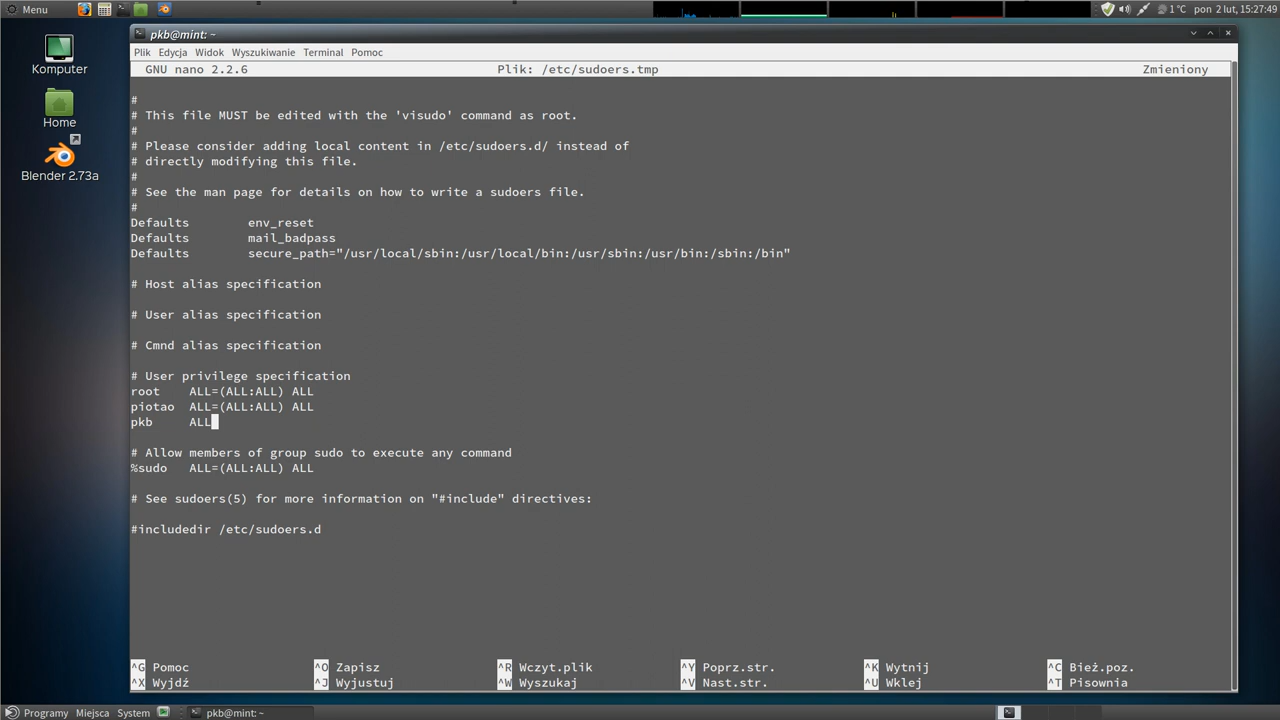 Menu
1 °C pon 2 lut, 15:27:49
Komputer
Home
Blender 2.73a
pkb@mint: ~
Plik Edycja Widok Wyszukiwanie Terminal Pomoc
GNU nano 2.2.6 Plik: /etc/sudoers.tmp Zmieniony
#
# This file MUST be edited with the 'visudo' command as root.
#
# Please consider adding local content in /etc/sudoers.d/ instead of
# directly modifying this file.
#
# See the man page for details on how to write a sudoers file.
#
Defaults env_reset
Defaults mail_badpass
Defaults secure_path="/usr/local/sbin:/usr/local/bin:/usr/sbin:/usr/bin:/sbin:/bin"
# Host alias specification
# User alias specification
# Cmnd alias specification
# User privilege specification
root ALL=(ALL:ALL) ALL
piotao ALL=(ALL:ALL) ALL
pkb ALL
# Allow members of group sudo to execute any command
%sudo ALL=(ALL:ALL) ALL
# See sudoers(5) for more information on "#include" directives:
#includedir /etc/sudoers.d
^G Pomoc ^O Zapisz ^R Wczyt.plik ^Y Poprz.str. ^K Wytnij ^C Bież.poz.
^X Wyjdź ^J Wyjustuj ^W Wyszukaj ^V Nast.str. ^U Wklej ^T Pisownia
Programy Miejsca System pkb@mint: ~